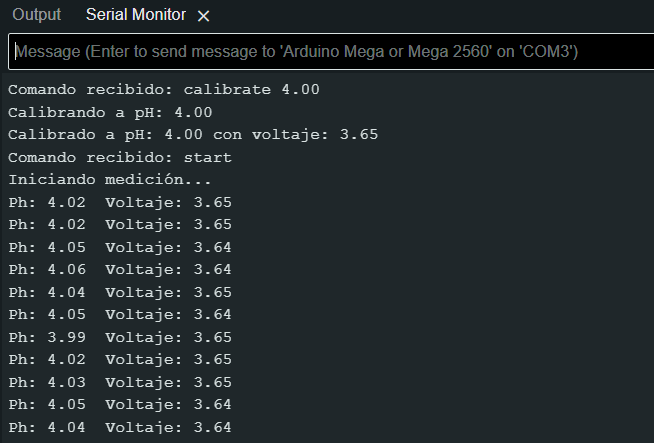 Output Serial Monitor
Message (Enter to send message to 'Arduino Mega or Mega 2560' on 'COM3')
Comando recibido: calibrate 4.00
Calibrando a pH: 4.00
Calibrado a pH: 4.00 con voltaje: 3.65
Comando recibido: start
Iniciando medición...
Ph: 4.02  Voltaje: 3.65
Ph: 4.02  Voltaje: 3.65
Ph: 4.05  Voltaje: 3.64
Ph: 4.06  Voltaje: 3.64
Ph: 4.04  Voltaje: 3.65
Ph: 4.05  Voltaje: 3.64
Ph: 3.99  Voltaje: 3.65
Ph: 4.02  Voltaje: 3.65
Ph: 4.03  Voltaje: 3.65
Ph: 4.05  Voltaje: 3.64
Ph: 4.04  Voltaje: 3.64